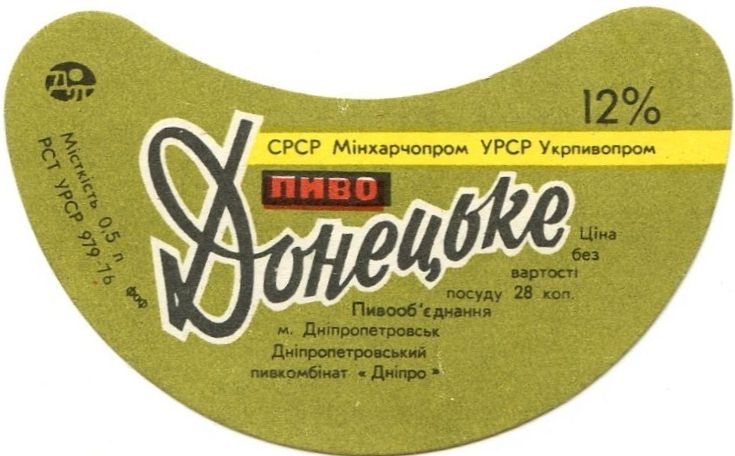 12%
СРСР Мінхарчопром УРСР Укрпивопром
ПИВО
Донецьке
Ціна
без
вартості
посуду 28 коп.
Пивооб'єднання
м. Дніпропетровськ
Дніпропетровський
пивкомбінат «Дніпро»
Місткість 0,5 л
РСТ УРСР 979-76